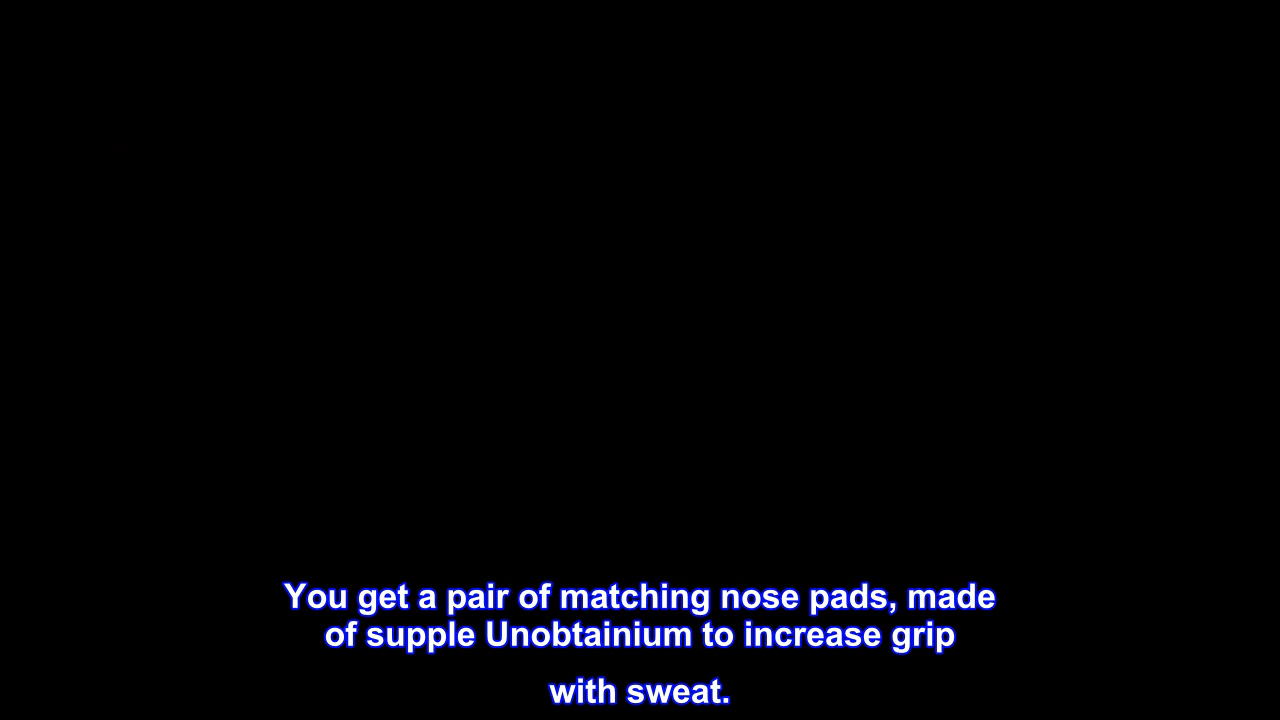 You get a pair of matching nose pads, made
of supple Unobtainium to increase grip
with sweat.